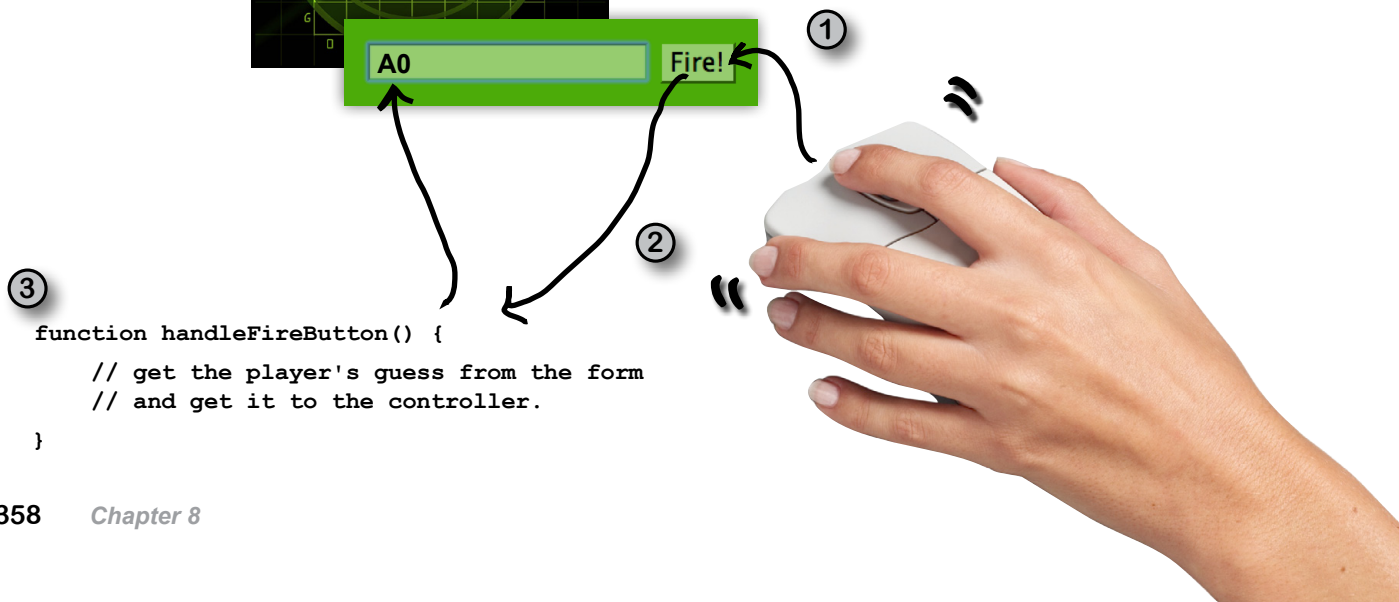 G
0
A0
Fire!
1
2
3
function handleFireButton() {
// get the player's guess from the form
// and get it to the controller.
}
358 Chapter 8